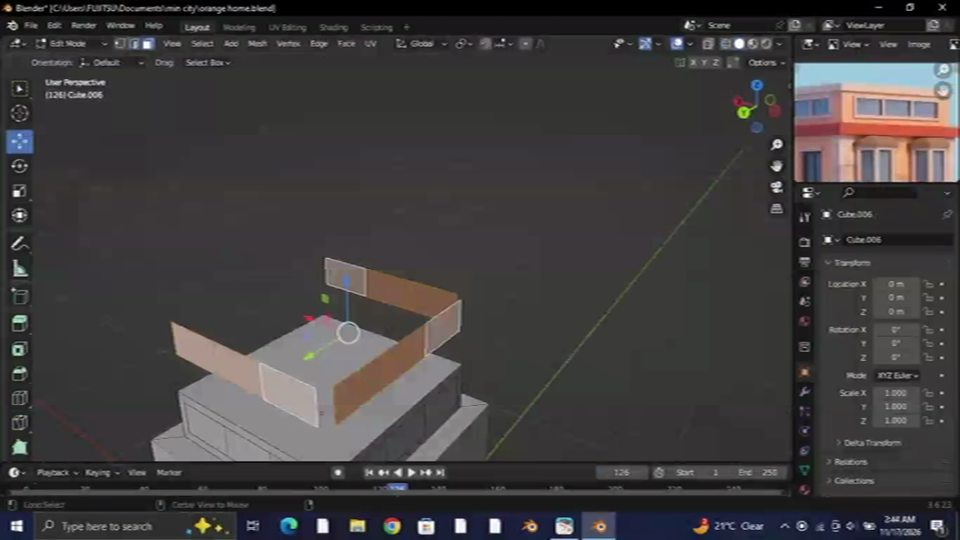 Blender* [C:\Users\FUJITSU\Documents\min city\orange home.blend]
File Edit Render Window Help Layout Modeling UV Editing Shading Scripting
Scene ViewLayer
Edit Mode View Select Add Mesh Vertex Edge Face UV Global
View Image
Orientation: Default Drag: Select Box
X Y Z Options
User Perspective
(126) Cube.006
Cube.006
Cube.006
Transform
Location X 0 m
Y 0 m
Z 0 m
Rotation X 0°
Y 0°
Z 0°
Mode XYZ Euler
Scale X 1.000
Y 1.000
Z 1.000
Delta Transform
Relations
Collections
Playback Keying View Marker
126 Start 1 End 250
Center View to Mouse
3.6.23
Type here to search
21°C Clear
2:44 AM